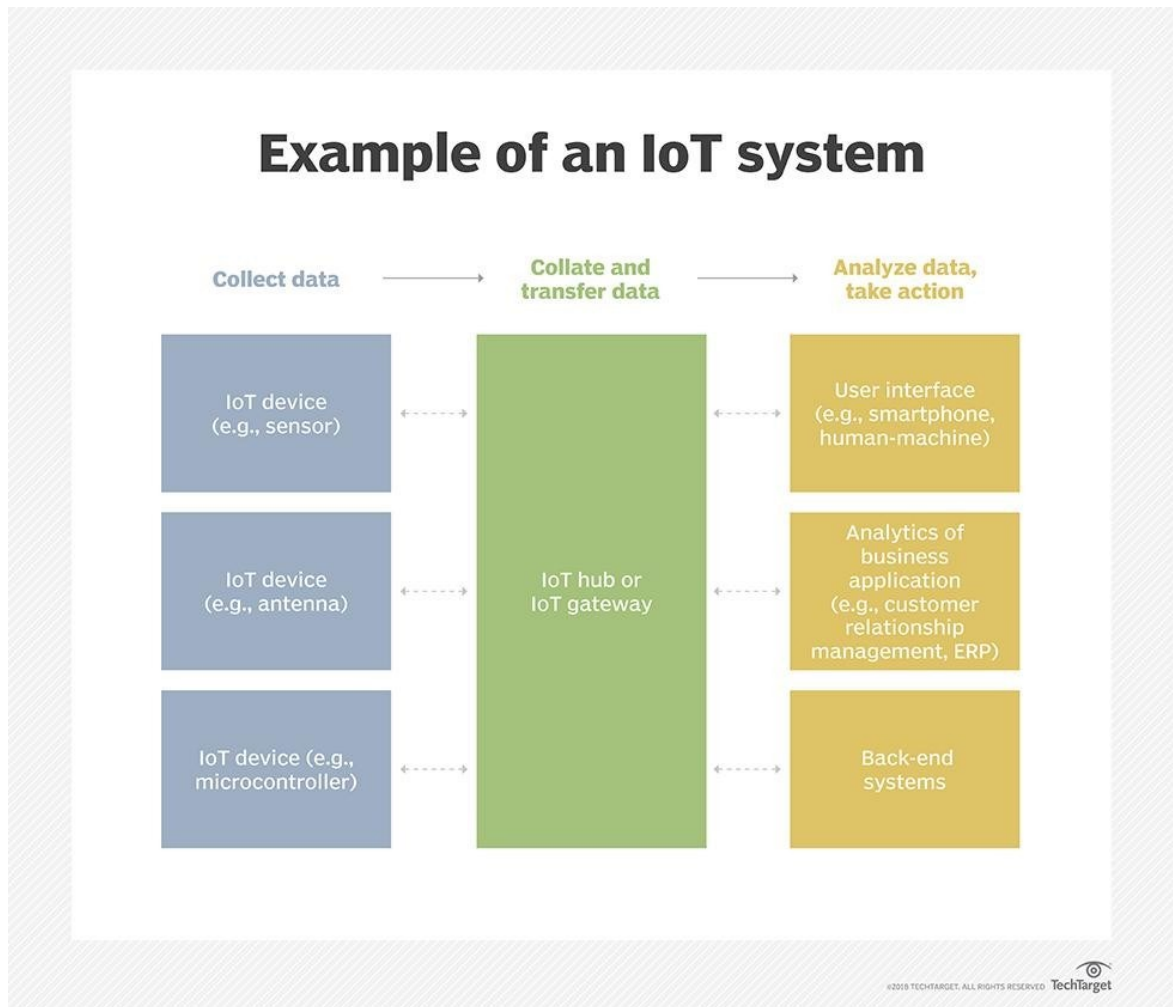 Example of an IoT system
Collect data
Collate and
transfer data
Analyze data,
take action
IoT device
(e.g., sensor)
IoT device
(e.g., antenna)
IoT device (e.g.,
microcontroller)
IoT hub or
IoT gateway
User interface
(e.g., smartphone,
human-machine)
Analytics of
business
application
(e.g., customer
relationship
management, ERP)
Back-end
systems
©2019 TECHTARGET. ALL RIGHTS RESERVED TechTarget